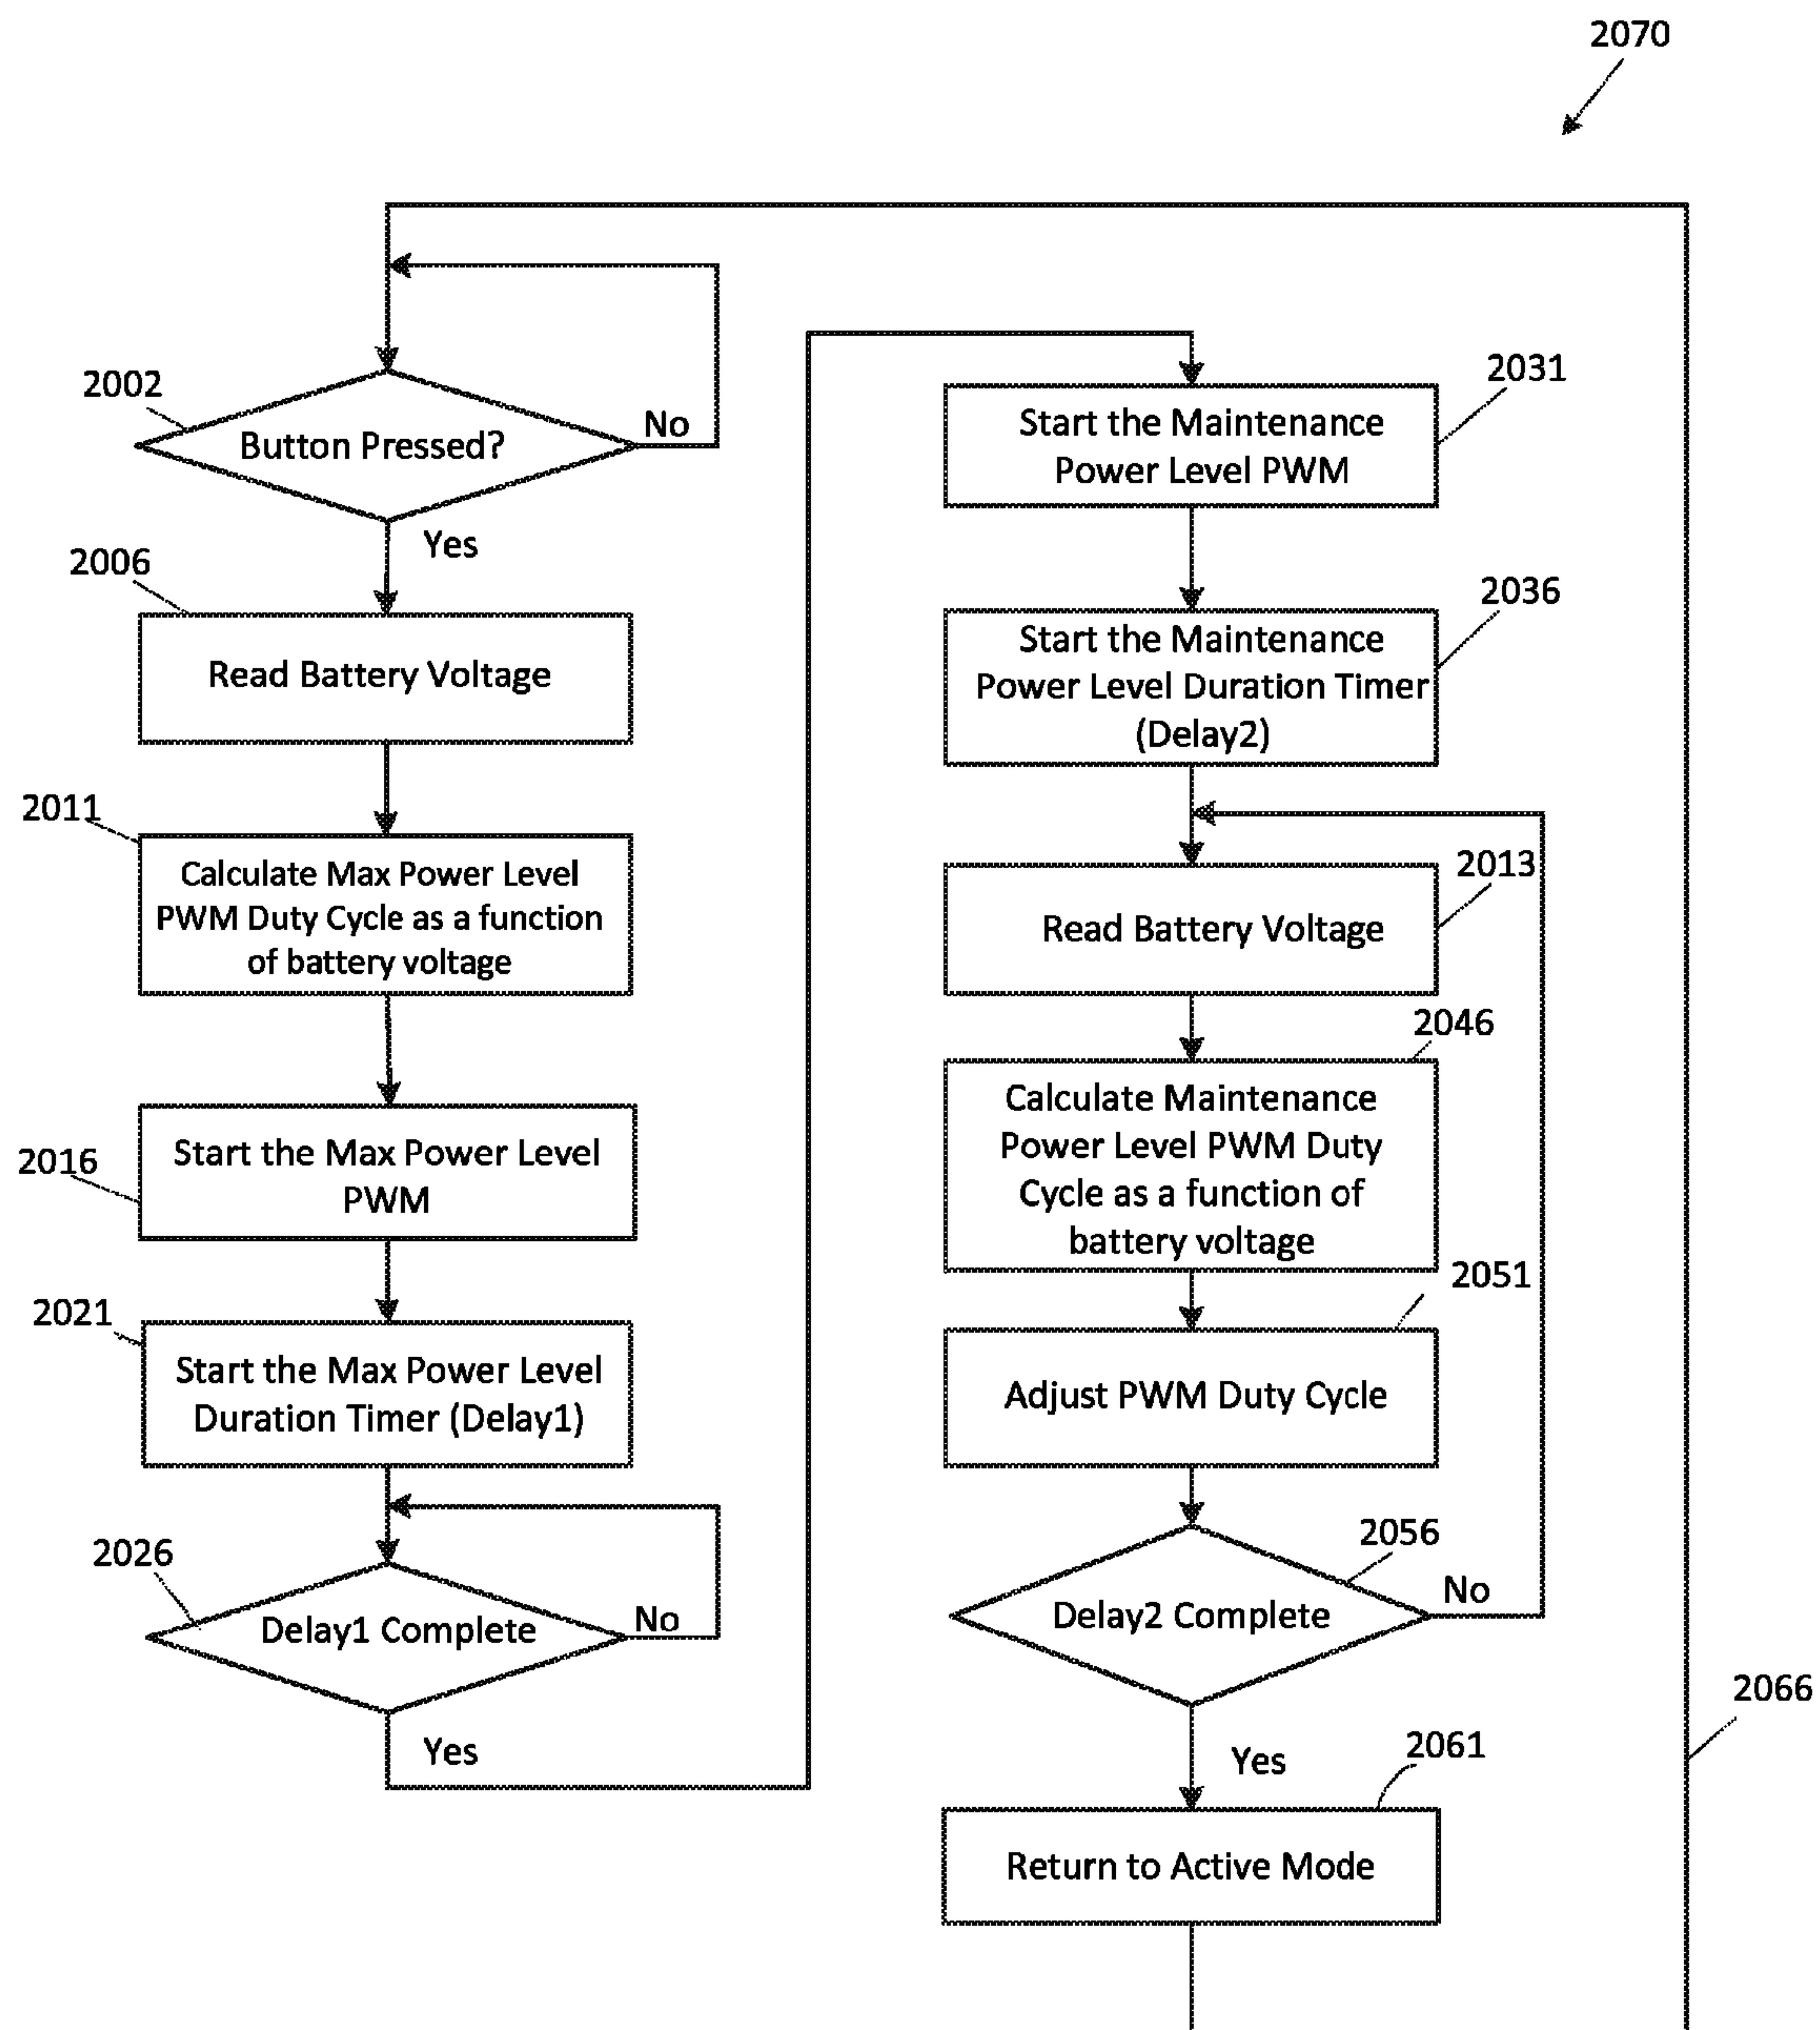 2070
2002
Button Pressed?
No
Yes
2006
Read Battery Voltage
2011
Calculate Max Power Level
PWM Duty Cycle as a function
of battery voltage
2016
Start the Max Power Level
PWM
2021
Start the Max Power Level
Duration Timer (Delay1)
2026
Delay1 Complete
No
Yes
2031
Start the Maintenance
Power Level PWM
2036
Start the Maintenance
Power Level Duration Timer
(Delay2)
2013
Read Battery Voltage
2046
Calculate Maintenance
Power Level PWM Duty
Cycle as a function of
battery voltage
2051
Adjust PWM Duty Cycle
2056
Delay2 Complete
No
Yes
2061
Return to Active Mode
2066